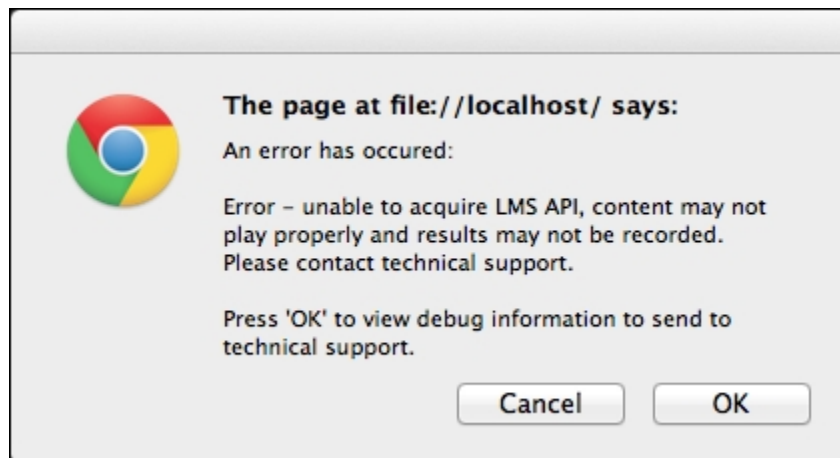 The page at file://localhost/ says:
An error has occured:
Error – unable to acquire LMS API, content may not
play properly and results may not be recorded.
Please contact technical support.
Press 'OK' to view debug information to send to
technical support.
Cancel OK